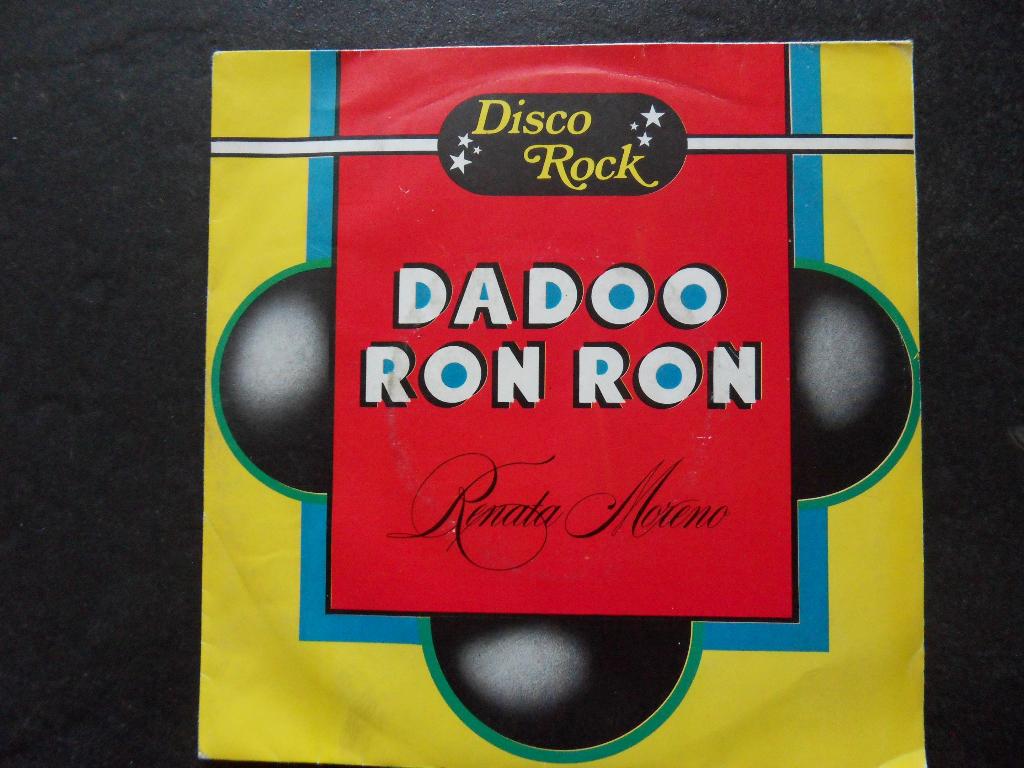 Disco
Rock
DADOO
RON RON
Renata Moreno